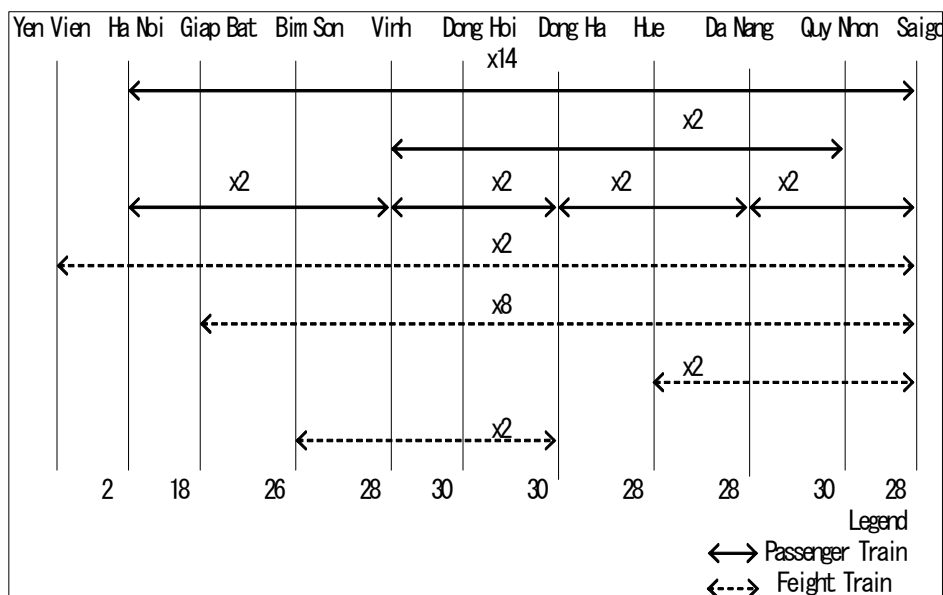 Yen Vien Ha Noi Giap Bat Bim Son Vinh Dong Hoi Dong Ha Hue Da Nang Quy Nhon Saigo
x14
x2
x2 x2 x2 x2
x2
x8
x2
x2
2 18 26 28 30 30 28 28 30 28
Legend
Passenger Train
Feight Train